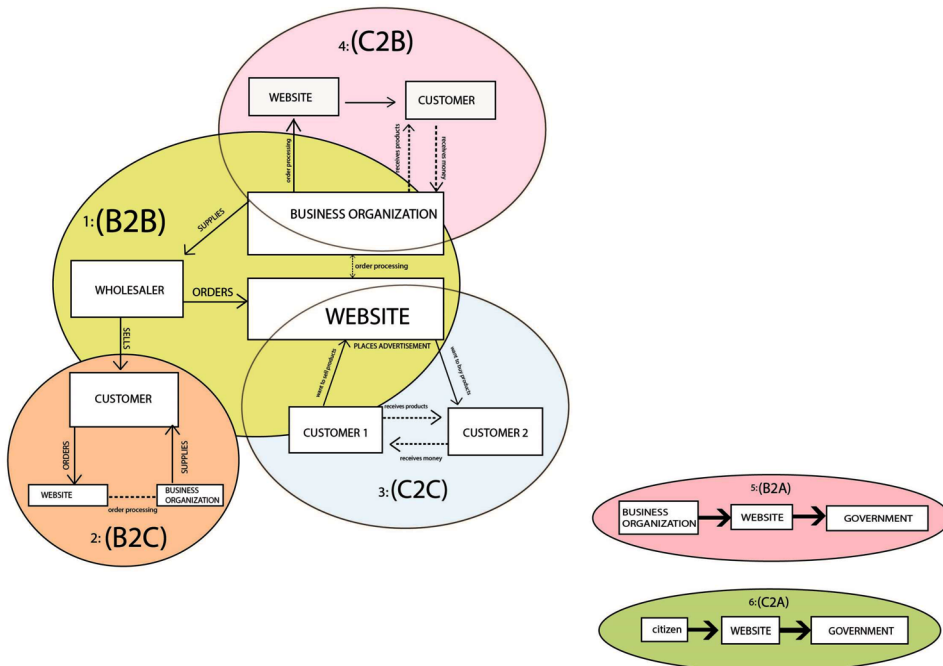 4:(C2B)
WEBSITE
CUSTOMER
order processing
receives products
receives money
1:(B2B)
BUSINESS ORGANIZATION
SUPPLIES
order processing
WHOLESALER
ORDERS
WEBSITE
PLACES ADVERTISEMENT
SELLS
want to sell products
want to buy products
CUSTOMER
receives products
CUSTOMER 1
CUSTOMER 2
receives money
ORDERS
SUPPLIES
3:(C2C)
WEBSITE
BUSINESS
ORGANIZATION
order processing
2:(B2C)
5:(B2A)
BUSINESS
ORGANIZATION
WEBSITE
GOVERNMENT
6:(C2A)
citizen
WEBSITE
GOVERNMENT